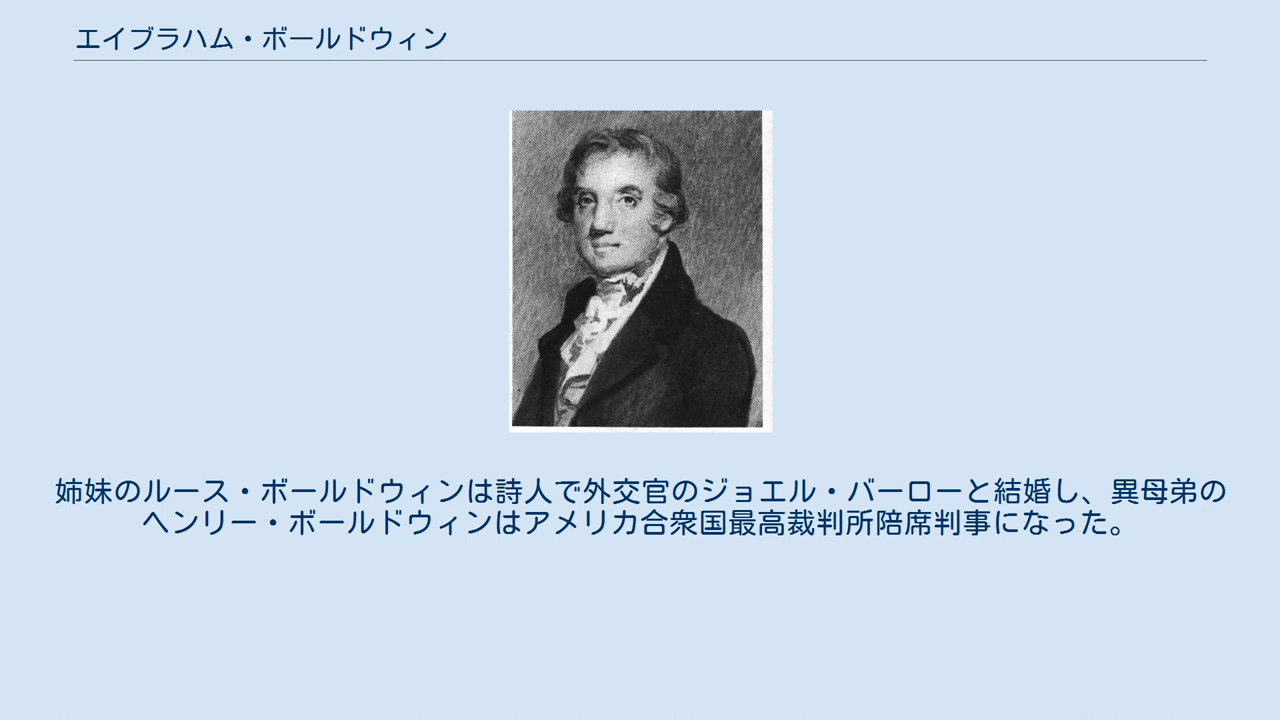 エイブラハム・ボールドウィン
姉妹のルース・ボールドウィンは詩人で外交官のジョエル・バーローと結婚し、異母弟の
ヘンリー・ボールドウィンはアメリカ合衆国最高裁判所陪席判事になった。